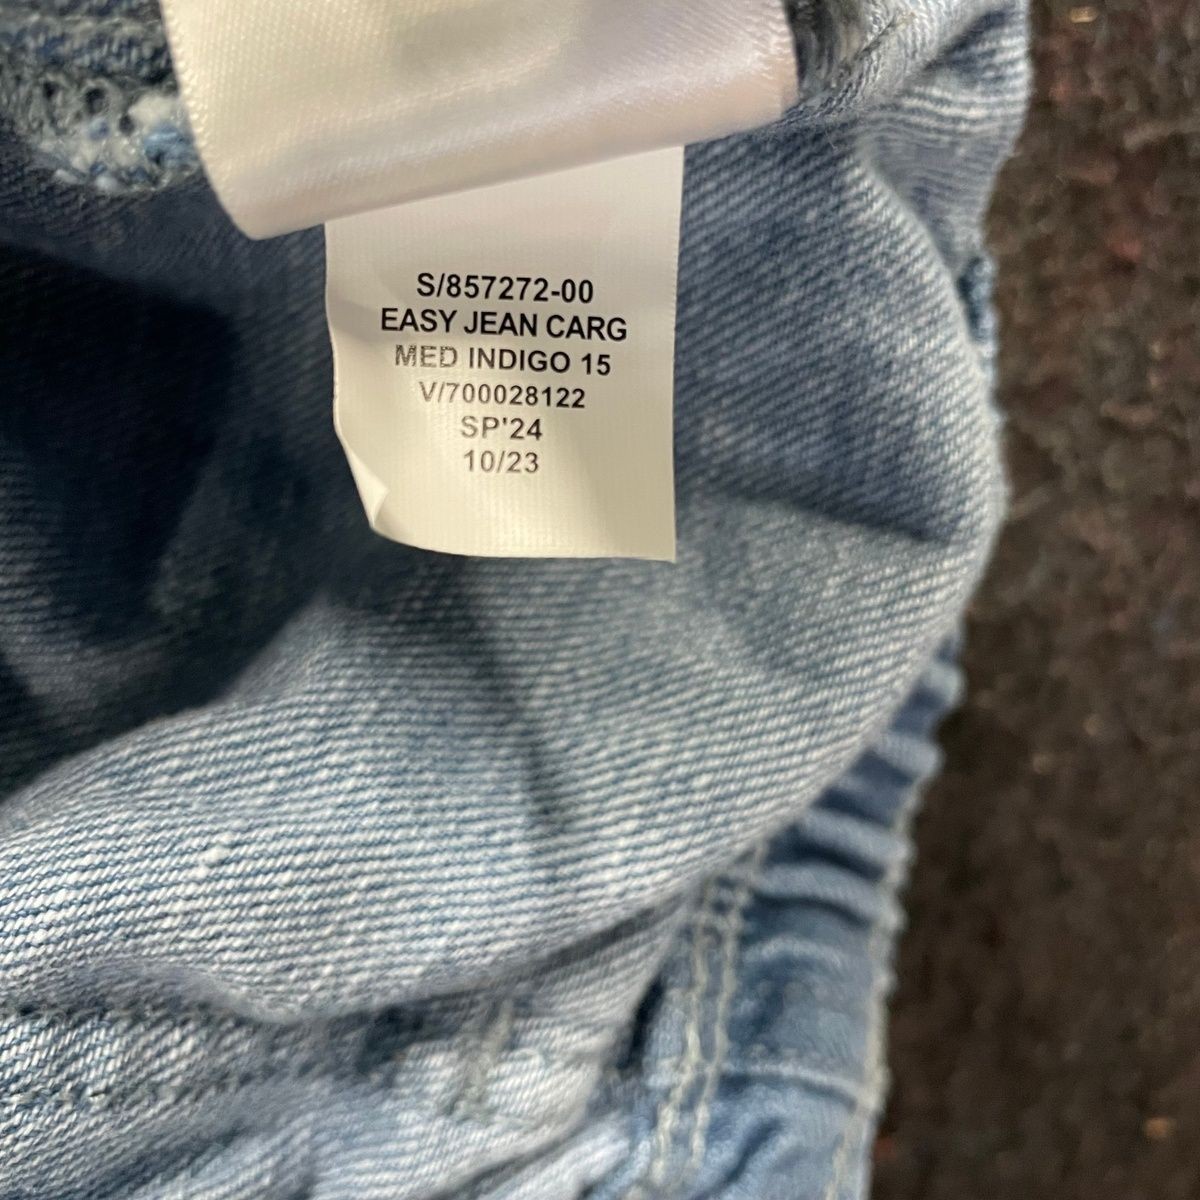 S/857272-00
EASY JEAN CARG
MED INDIGO 15
V/700028122
SP'24
10/23